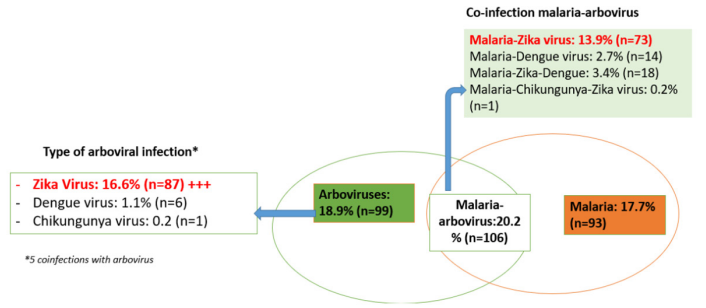 Co-infection malaria-arbovirus
Malaria-Zika virus: 13.9% (n=73)
Malaria-Dengue virus: 2.7% (n=14)
Malaria-Zika-Dengue: 3.4% (n=18)
Malaria-Chikungunya-Zika virus: 0.2%
(n=1)
Type of arboviral infection*
- Zika Virus: 16.6% (n=87) +++
- Dengue virus: 1.1% (n=6)
- Chikungunya virus: 0.2 (n=1)
*5 coinfections with arbovirus
Arboviruses:
18.9% (n=99)
Malaria-
arbovirus:20.2
% (n=106)
Malaria: 17.7%
(n=93)